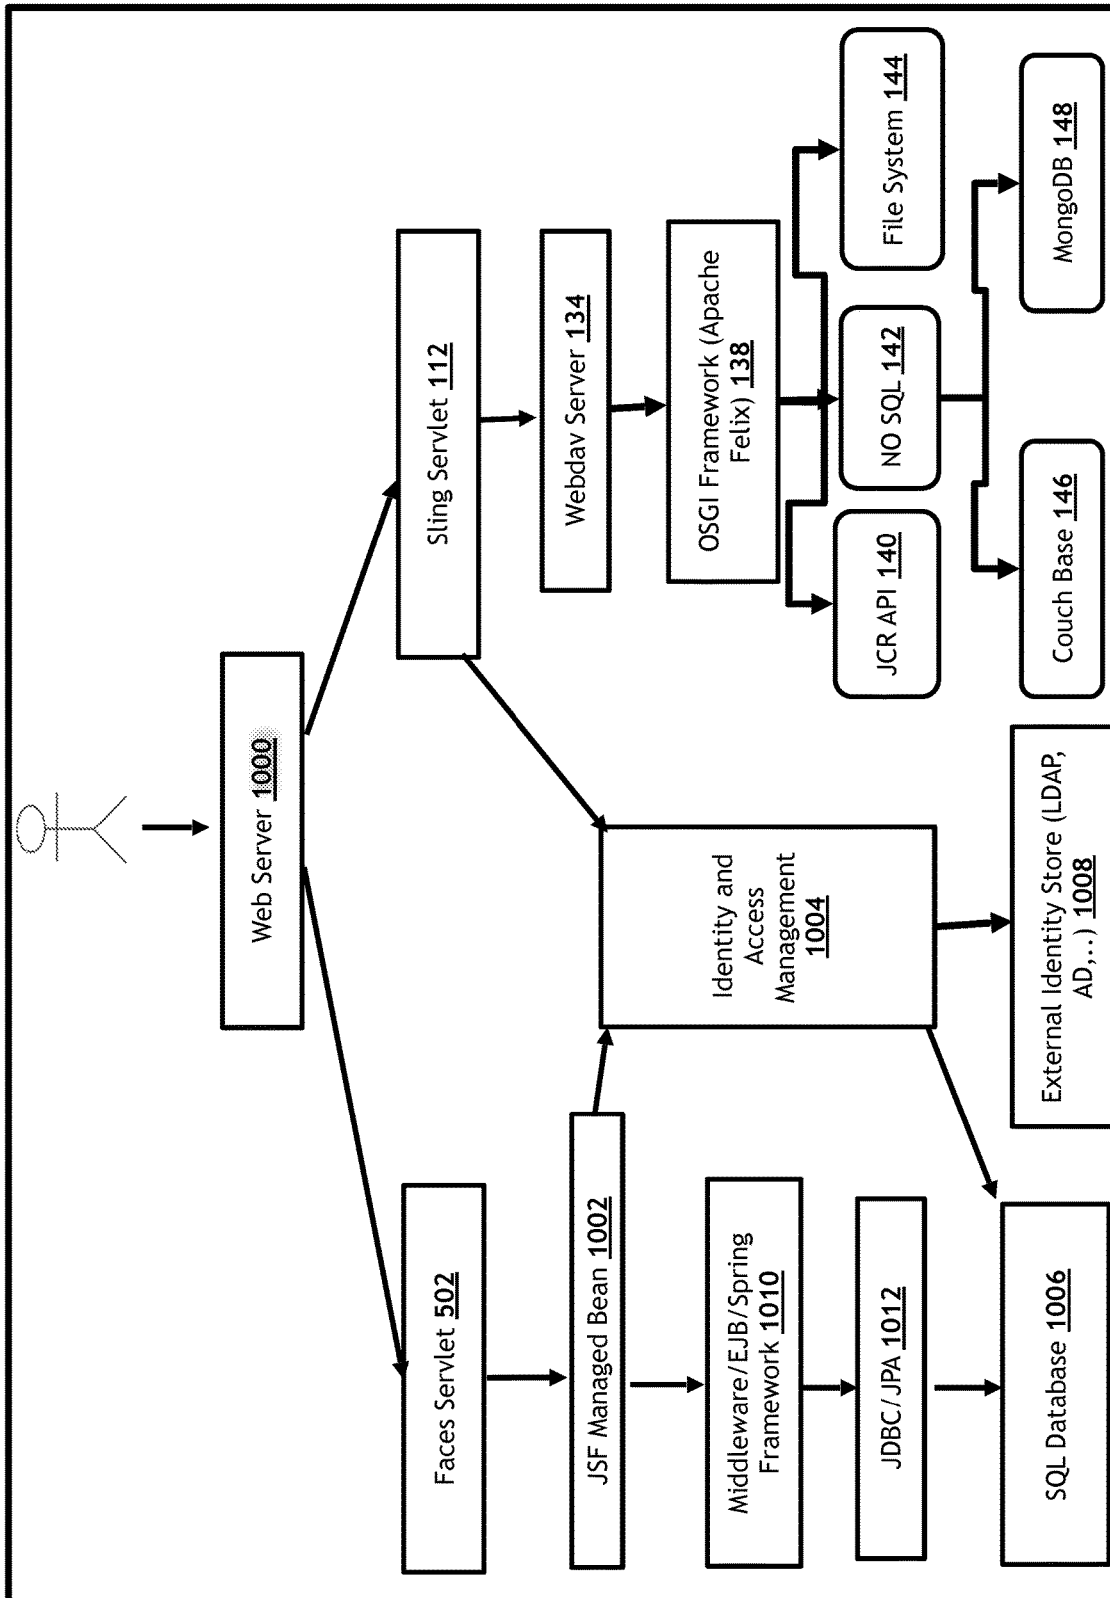 Web Server 1000
Faces Servlet 502
Sling Servlet 112
JSF Managed Bean 1002
Webdav Server 134
Identity and
Access
Management
1004
Middleware/EJB/Spring
Framework 1010
OSGI Framework (Apache
Felix) 138
JDBC/JPA 1012
JCR API 140
NO SQL 142
File System 144
SQL Database 1006
External Identity Store (LDAP,
AD,..) 1008
Couch Base 146
MongoDB 148